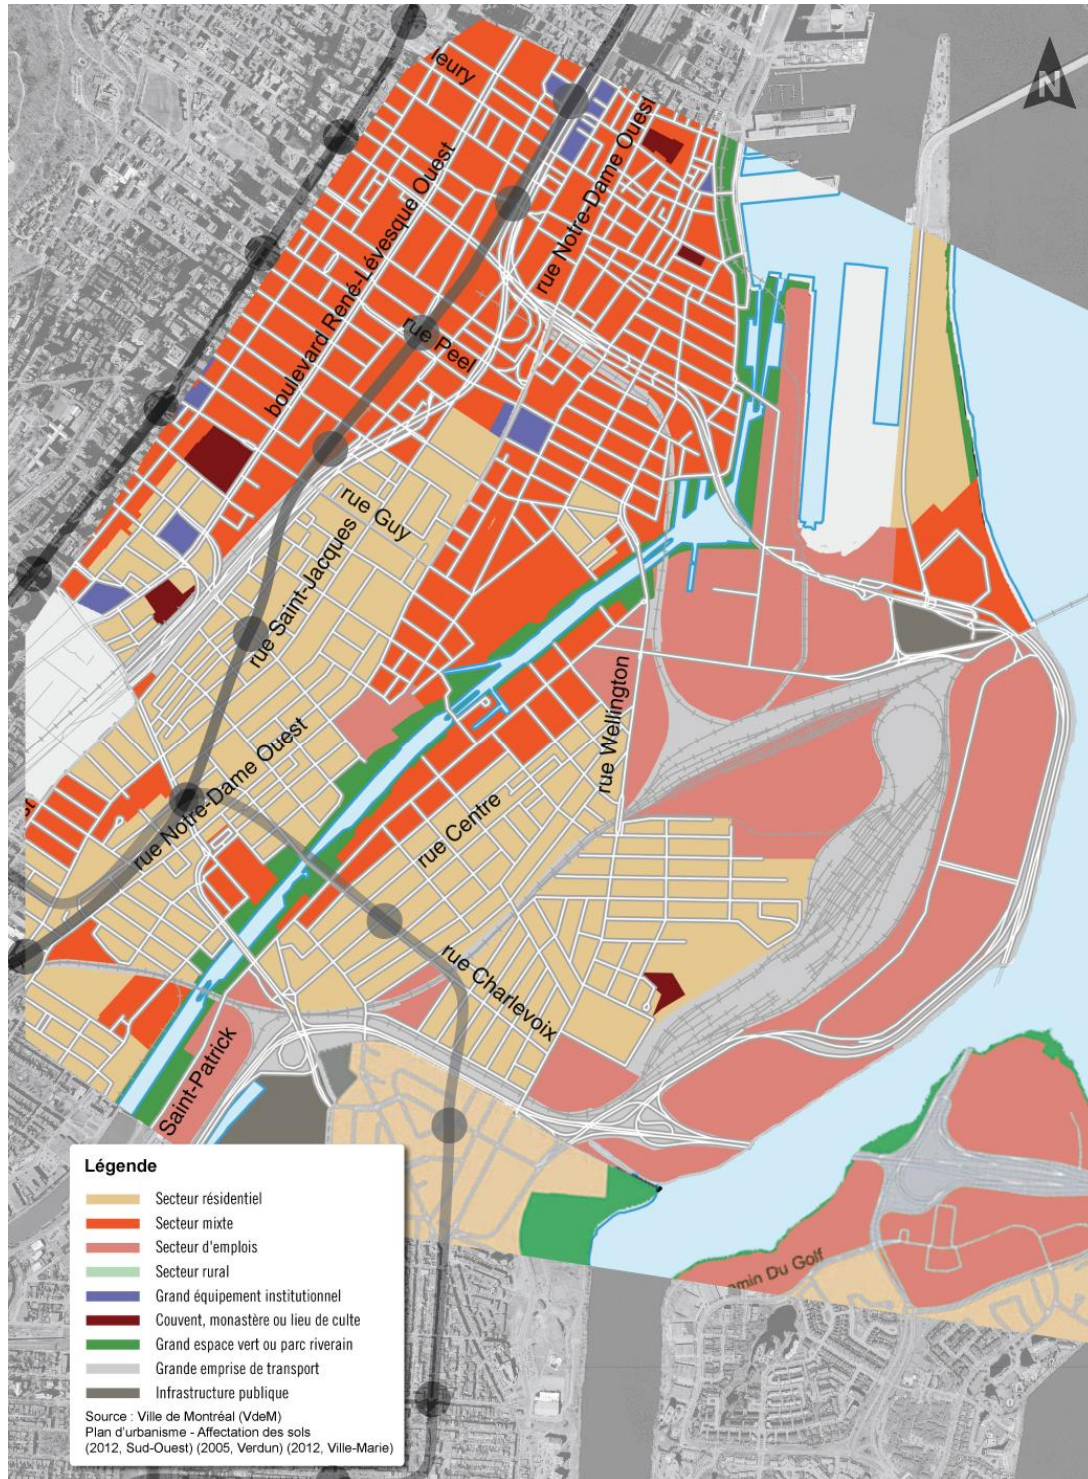 N
leury
boulevard René-Lévesque Ouest
rue Notre-Dame Ouest
rue Peel
rue Guy
rue Saint-Jacques
rue Wellington
rue Notre-Dame Ouest
rue Centre
rue Charlevoix
Saint-Patrick
emin Du Golf
Légende
Secteur résidentiel
Secteur mixte
Secteur d'emplois
Secteur rural
Grand équipement institutionnel
Couvent, monastère ou lieu de culte
Grand espace vert ou parc riverain
Grande emprise de transport
Infrastructure publique
Source : Ville de Montréal (VdeM)
Plan d'urbanisme - Affectation des sols
(2012, Sud-Ouest) (2005, Verdun) (2012, Ville-Marie)